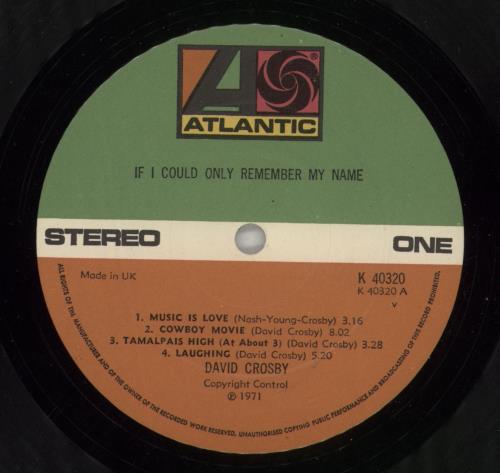 ATLANTIC
IF I COULD ONLY REMEMBER MY NAME
STEREO ONE
Made in UK
K 40320
K 40320 A
v
1. MUSIC IS LOVE (Nash-Young-Crosby) 3.16
2. COWBOY MOVIE (David Crosby) 8.02
3. TAMALPAIS HIGH (At About 3) (David Crosby) 3.28
4. LAUGHING (David Crosby) 5.20
DAVID CROSBY
Copyright Control
℗ 1971
ALL RIGHTS OF THE MANUFACTURER AND OF THE OWNER OF THE RECORDED WORK RESERVED. UNAUTHORISED COPYING PUBLIC PERFORMANCE AND BROADCASTING OF THIS RECORD PROHIBITED.